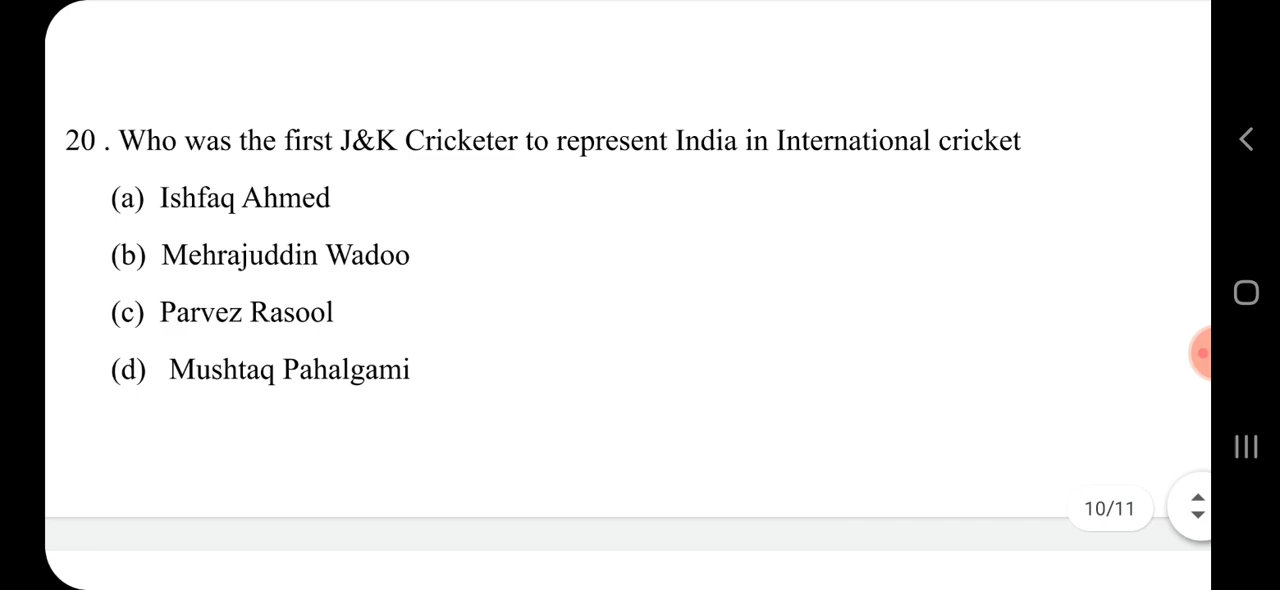 20 . Who was the first J&K Cricketer to represent India in International cricket
(a) Ishfaq Ahmed
(b) Mehrajuddin Wadoo
(c) Parvez Rasool
(d) Mushtaq Pahalgami
10/11